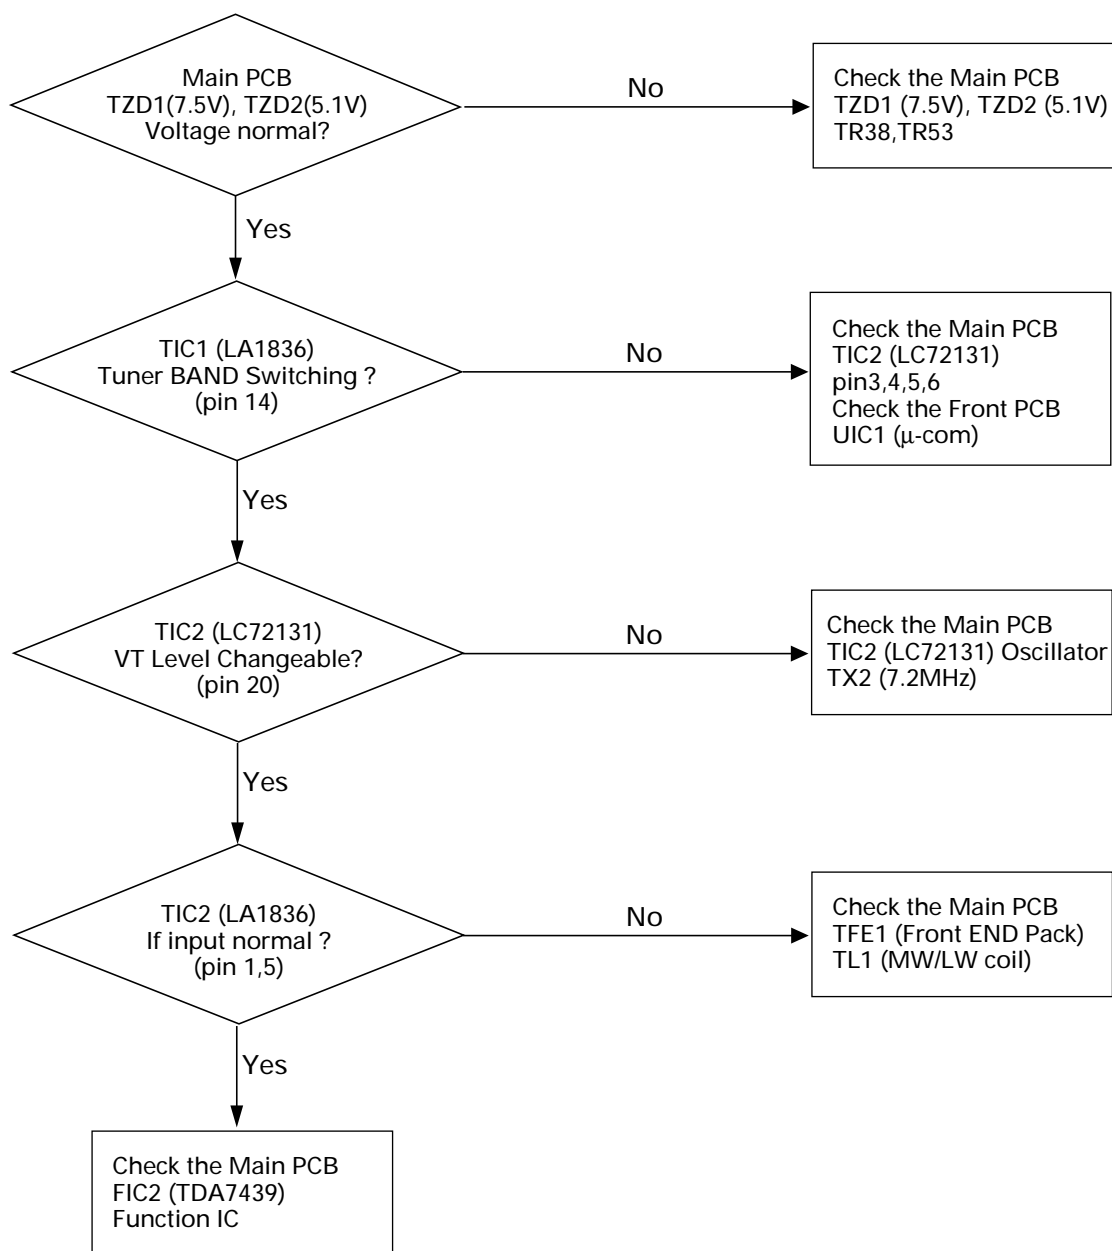 Main PCB
TZD1(7.5V), TZD2(5.1V)
Voltage normal?
No
Check the Main PCB
TZD1 (7.5V), TZD2 (5.1V)
TR38,TR53
Yes
TIC1 (LA1836)
Tuner BAND Switching ?
(pin 14)
No
Check the Main PCB
TIC2 (LC72131)
pin3,4,5,6
Check the Front PCB
UIC1 (μ-com)
Yes
TIC2 (LC72131)
VT Level Changeable?
(pin 20)
No
Check the Main PCB
TIC2 (LC72131) Oscillator
TX2 (7.2MHz)
Yes
TIC2 (LA1836)
If input normal ?
(pin 1,5)
No
Check the Main PCB
TFE1 (Front END Pack)
TL1 (MW/LW coil)
Yes
Check the Main PCB
FIC2 (TDA7439)
Function IC